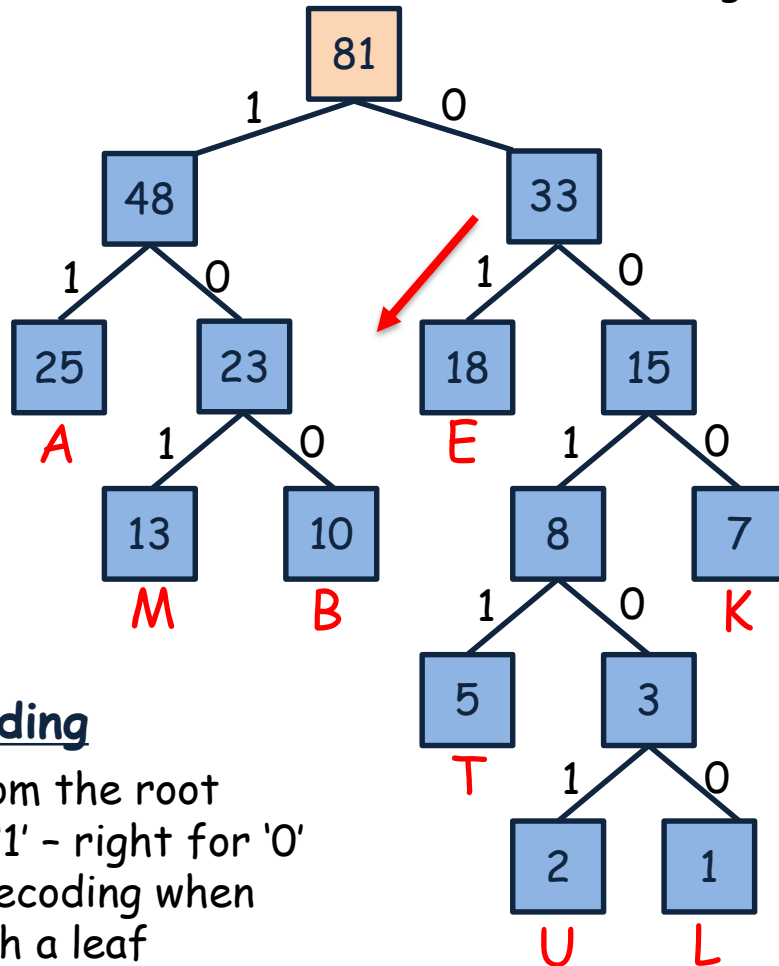 81
1 0
48 33
1 0 1 0
25 23 18 15
A E
1 0 1 0
13 10 8 7
M B K
1 0
5 3
T
1 0
2 1
U L
ding
om the root
1' – right for '0'
ecoding when
h a leaf